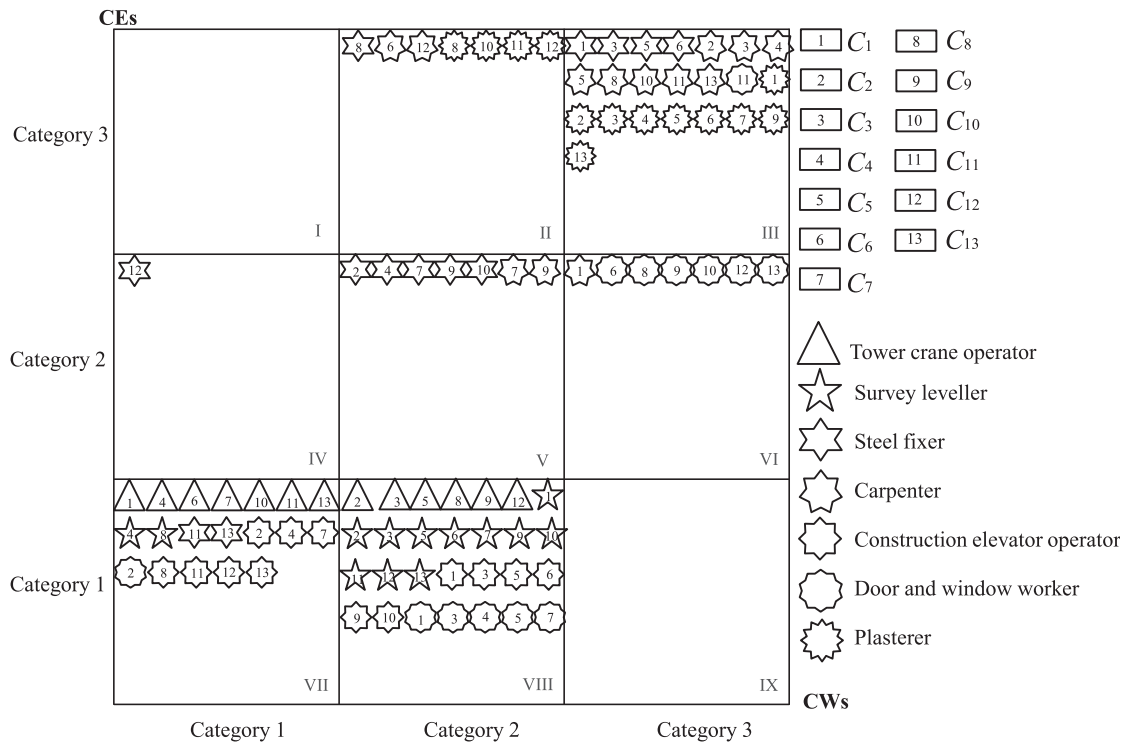 CEs
8 6 12 8 10 11 12 1 3 5 6 2 3 4
5 8 10 11 13 11 1
2 3 4 5 6 7 9
13
Category 3
I II III
12 2 4 7 9 10 7 9 1 6 8 9 10 12 13
Category 2
IV V VI
1 4 6 7 10 11 13 2 3 5 8 9 12 1
4 8 11 13 2 4 7 2 3 5 6 7 9 10
2 8 11 12 13 11 12 13 1 3 5 6
Category 1
9 10 1 3 4 5 7
VII VIII IX
CWs
Category 1 Category 2 Category 3
1 C1 8 C8
2 C2 9 C9
3 C3 10 C10
4 C4 11 C11
5 C5 12 C12
6 C6 13 C13
7 C7
Tower crane operator
Survey leveller
Steel fixer
Carpenter
Construction elevator operator
Door and window worker
Plasterer